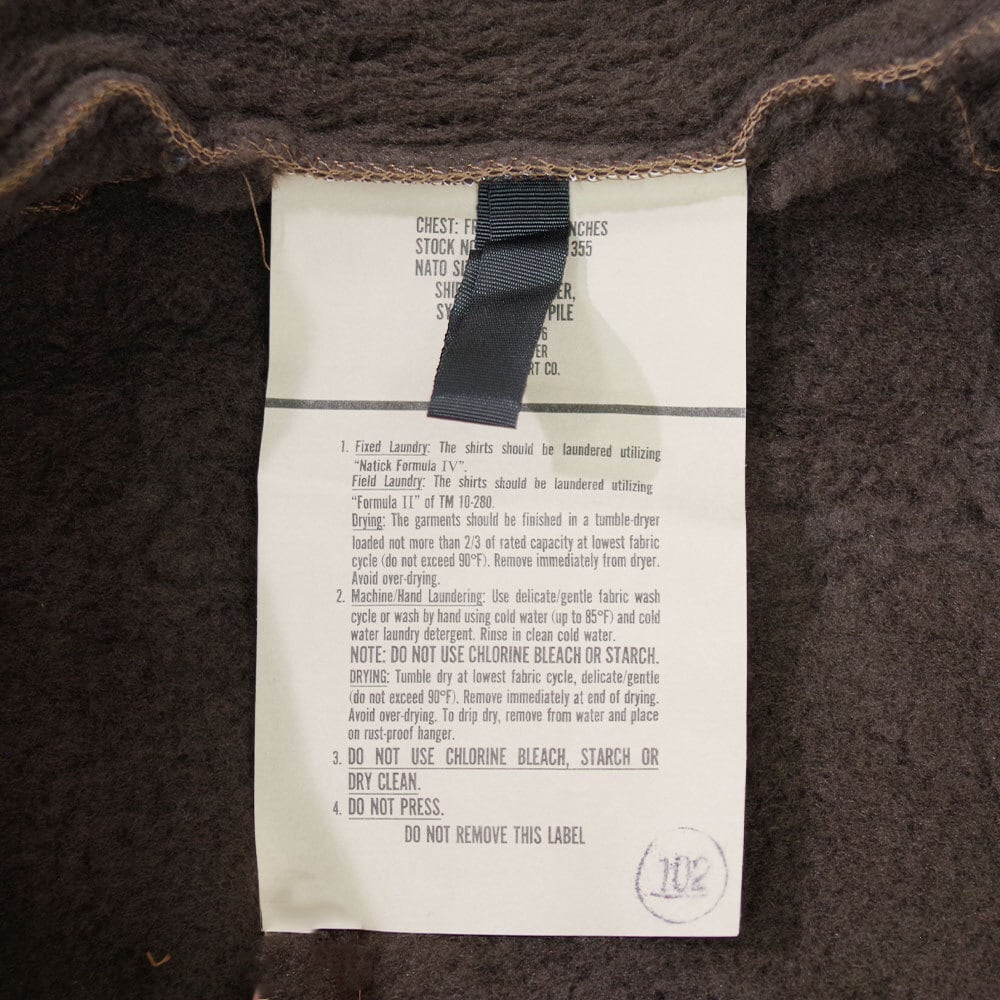 CHEST:
INCHES
STOCK
355
NATO
PILE
CO.
1. Fixed Laundry: The shirts should be laundered utilizing
"Natick Formula IV".
Field Laundry: The shirts should be laundered utilizing
"Formula II" of TM 10-280.
Drying: The garments should be finished in a tumble-dryer
loaded not more than 2/3 of rated capacity at lowest fabric
cycle (do not exceed 90°F). Remove immediately from dryer.
Avoid over-drying.
2. Machine/Hand Laundering: Use delicate/gentle fabric wash
cycle or wash by hand using cold water (up to 85°F) and cold
water laundry detergent. Rinse in clean cold water.
NOTE: DO NOT USE CHLORINE BLEACH OR STARCH.
DRYING: Tumble dry at lowest fabric cycle, delicate/gentle
(do not exceed 90°F). Remove immediately at end of drying.
Avoid over-drying. To drip dry, remove from water and place
on rust-proof hanger.
3. DO NOT USE CHLORINE BLEACH, STARCH OR
DRY CLEAN.
4. DO NOT PRESS.
DO NOT REMOVE THIS LABEL
102